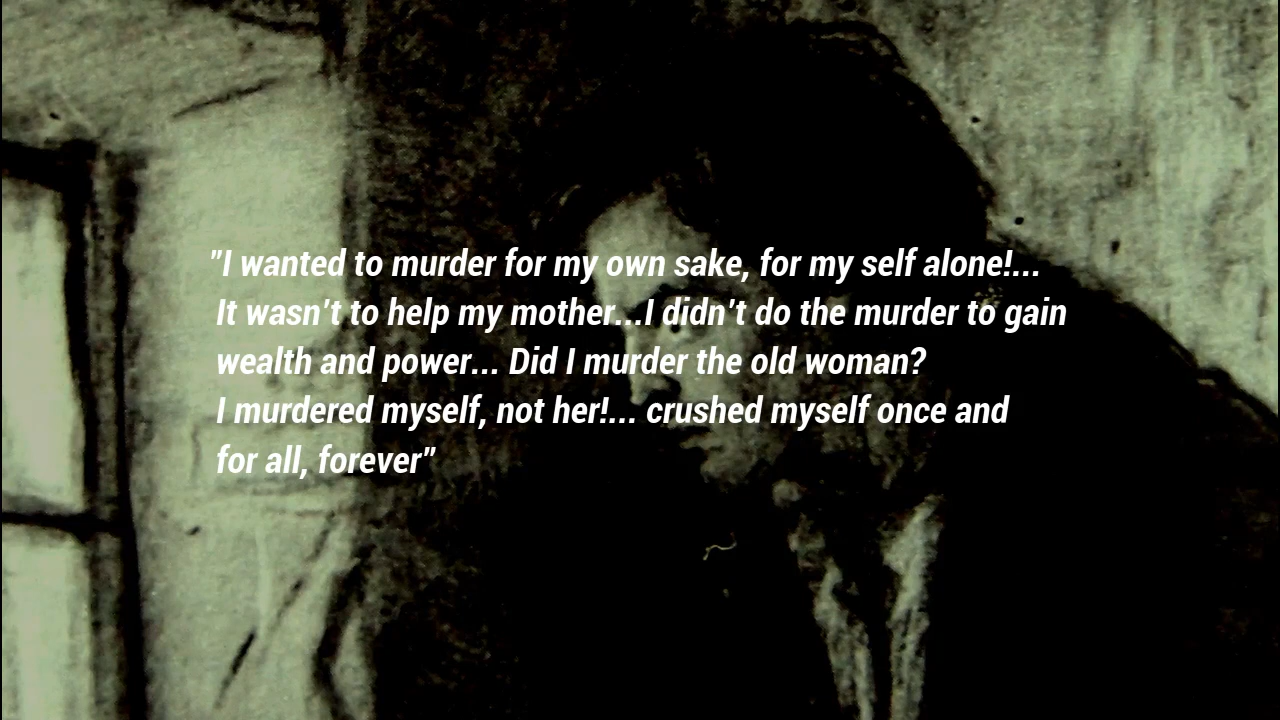 "I wanted to murder for my own sake, for my self alone!...
It wasn't to help my mother...I didn't do the murder to gain
wealth and power... Did I murder the old woman?
I murdered myself, not her!... crushed myself once and
for all, forever"